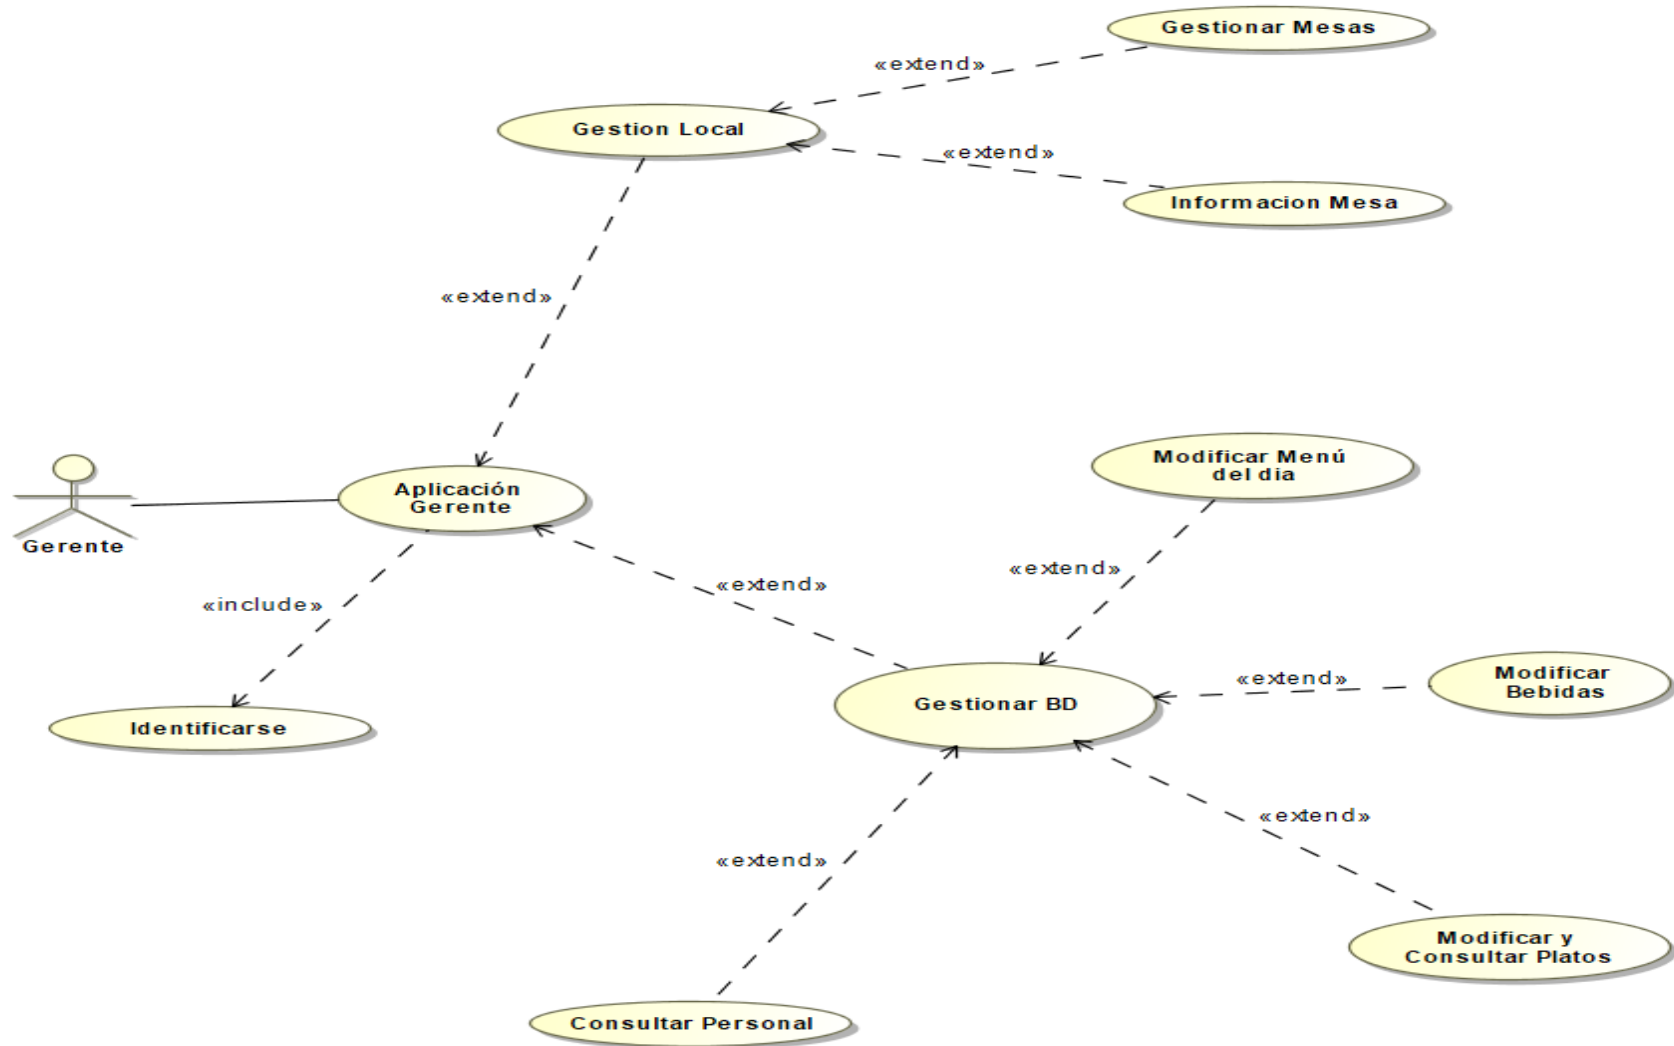 Gestionar Mesas
«extend»
Gestion Local
«extend»
Informacion Mesa
«extend»
Modificar Menú
del dia
Aplicación
Gerente
Gerente
«extend»
«extend»
«include»
Modificar
Bebidas
«extend»
Gestionar BD
Identificarse
«extend»
«extend»
Modificar y
Consultar Platos
Consultar Personal